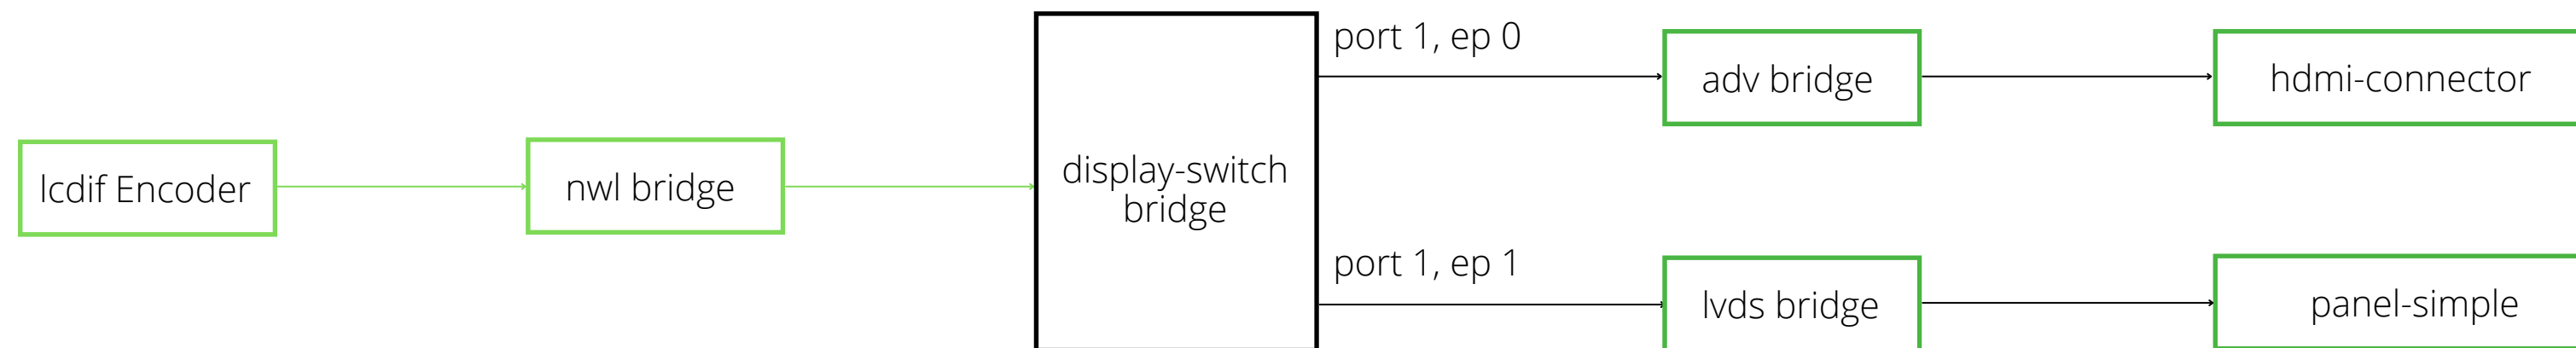 port 1, ep 0
adv bridge
hdmi-connector
lcdif Encoder
nwl bridge
display-switch
bridge
port 1, ep 1
lvds bridge
panel-simple